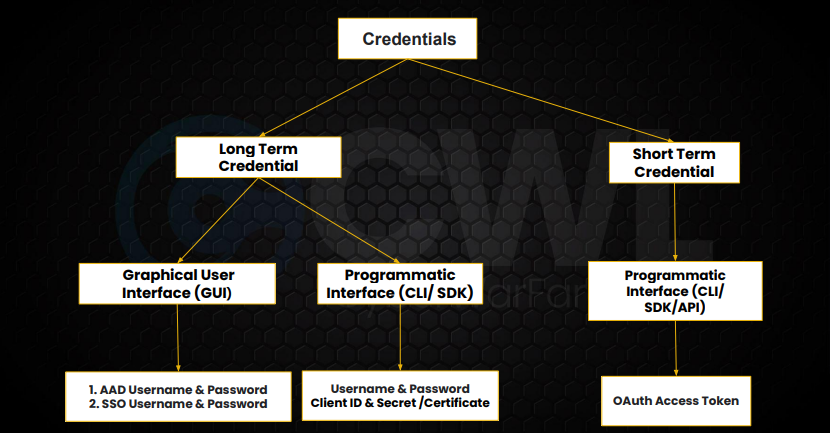 Credentials
Long Term
Credential
Short Term
Credential
Graphical User
Interface (GUI)
Programmatic
Interface (CLI/ SDK)
Programmatic
Interface (CLI/
SDK/API)
1. AAD Username & Password
2. SSO Username & Password
Username & Password
Client ID & Secret /Certificate
OAuth Access Token
CWL